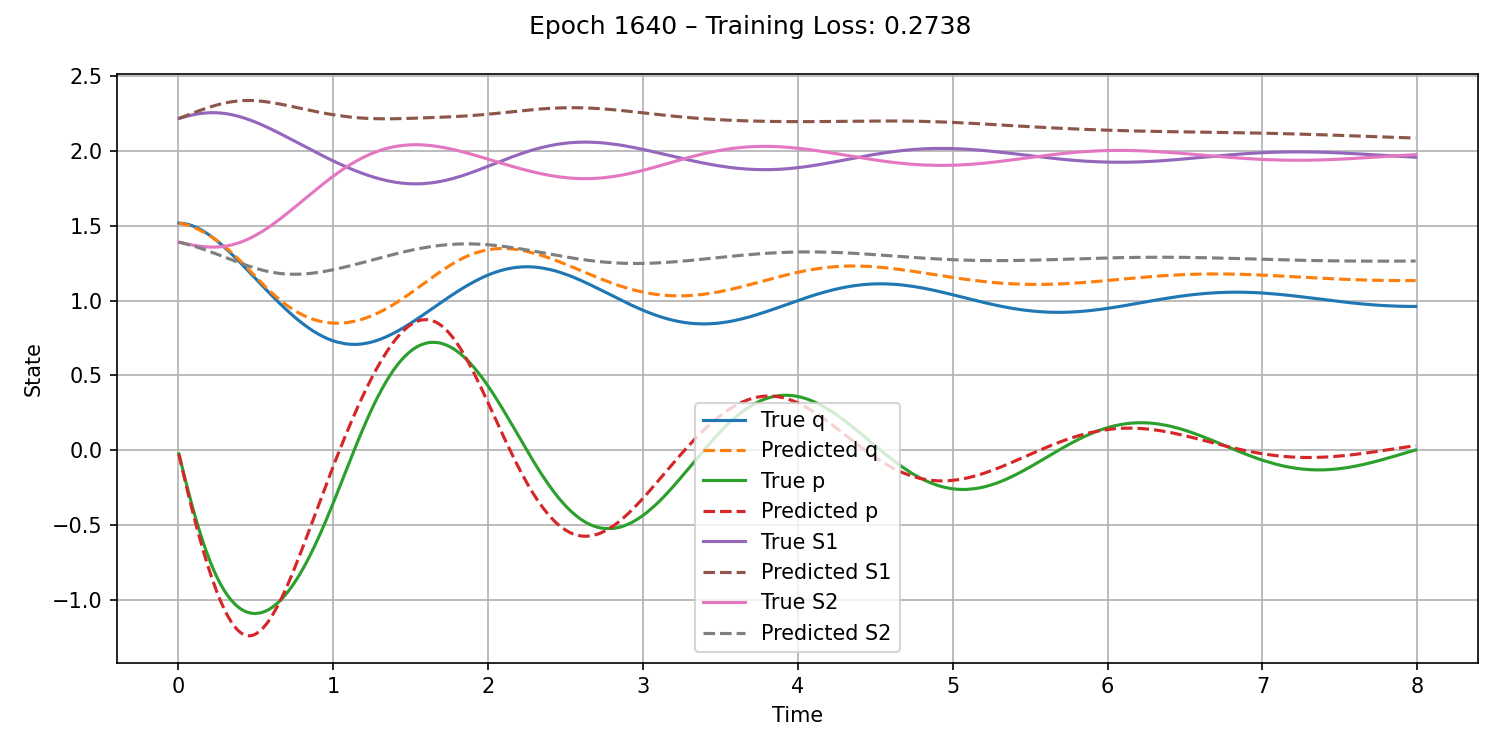 Epoch 1640 – Training Loss: 0.2738
State
2.5
2.0
1.5
1.0
0.5
0.0
−0.5
−1.0
True q
Predicted q
True p
Predicted p
True S1
Predicted S1
True S2
Predicted S2
0 1 2 3 4 5 6 7 8
Time